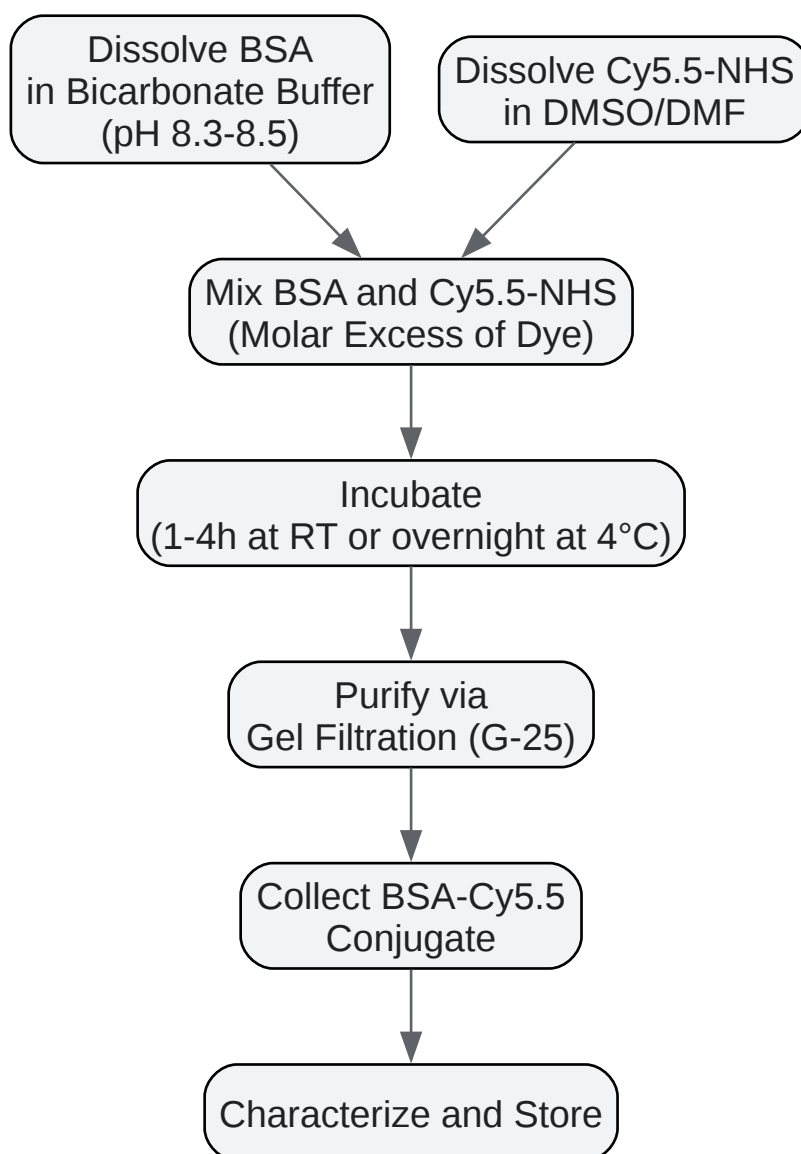 Dissolve BSA
in Bicarbonate Buffer
(pH 8.3-8.5)
Dissolve Cy5.5-NHS
in DMSO/DMF
Mix BSA and Cy5.5-NHS
(Molar Excess of Dye)
Incubate
(1-4h at RT or overnight at 4°C)
Purify via
Gel Filtration (G-25)
Collect BSA-Cy5.5
Conjugate
Characterize and Store